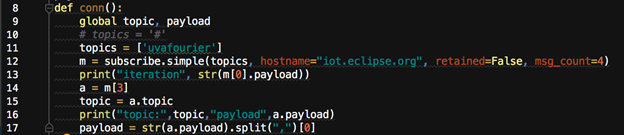 8 def conn():
9 global topic, payload
10 # topics = '#'
11 topics = ['uvafourier']
12 m = subscribe.simple(topics, hostname="iot.eclipse.org", retained=False, msg_count=4)
13 print("iteration", str(m[0].payload))
14 a = m[3]
15 topic = a.topic
16 print("topic:",topic,"payload",a.payload)
17 payload = str(a.payload).split(",")[0]